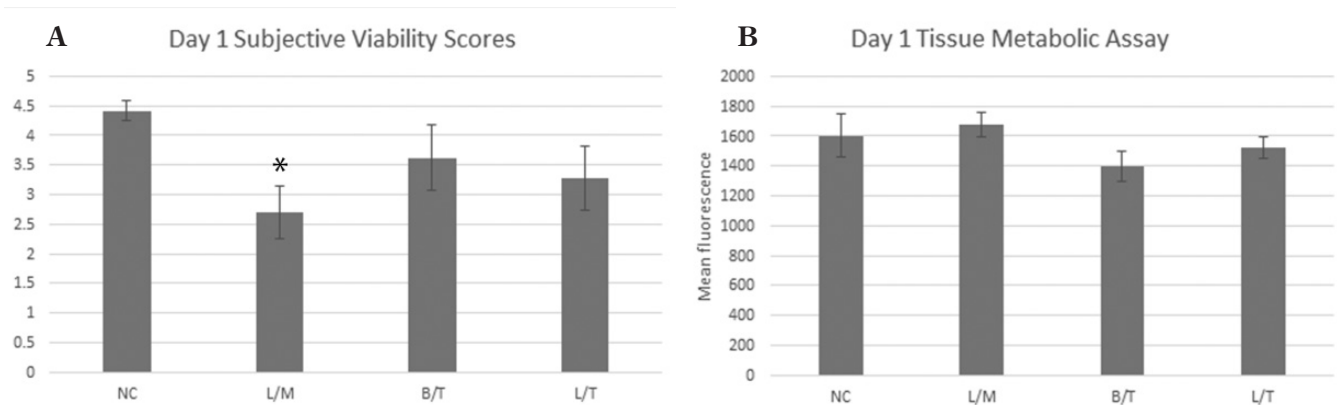 A
Day 1 Subjective Viability Scores
5
4.5
4
3.5
3
2.5
2
1.5
1
0.5
0
*
NC
L/M
B/T
L/T
B
Day 1 Tissue Metabolic Assay
Mean fluorescence
2000
1800
1600
1400
1200
1000
800
600
400
200
0
NC
L/M
B/T
L/T